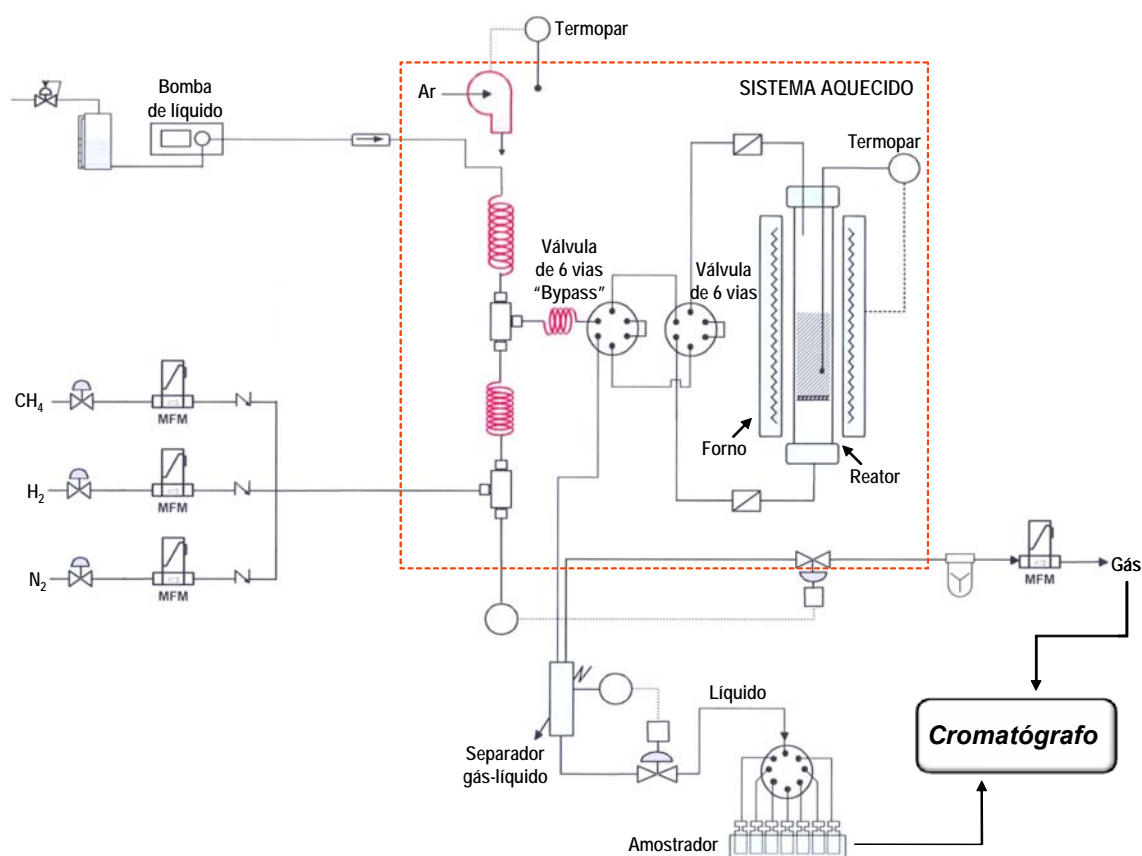 Termopar
Ar
SISTEMA AQUECIDO
Bomba
de líquido
Termopar
Válvula
de 6 vias
“Bypass”
Válvula
de 6 vias
CH4
MFM
Forno
Reator
H2
MFM
N2
MFM
MFM
Gás
Líquido
Separador
gás-líquido
Cromatógrafo
Amostrador